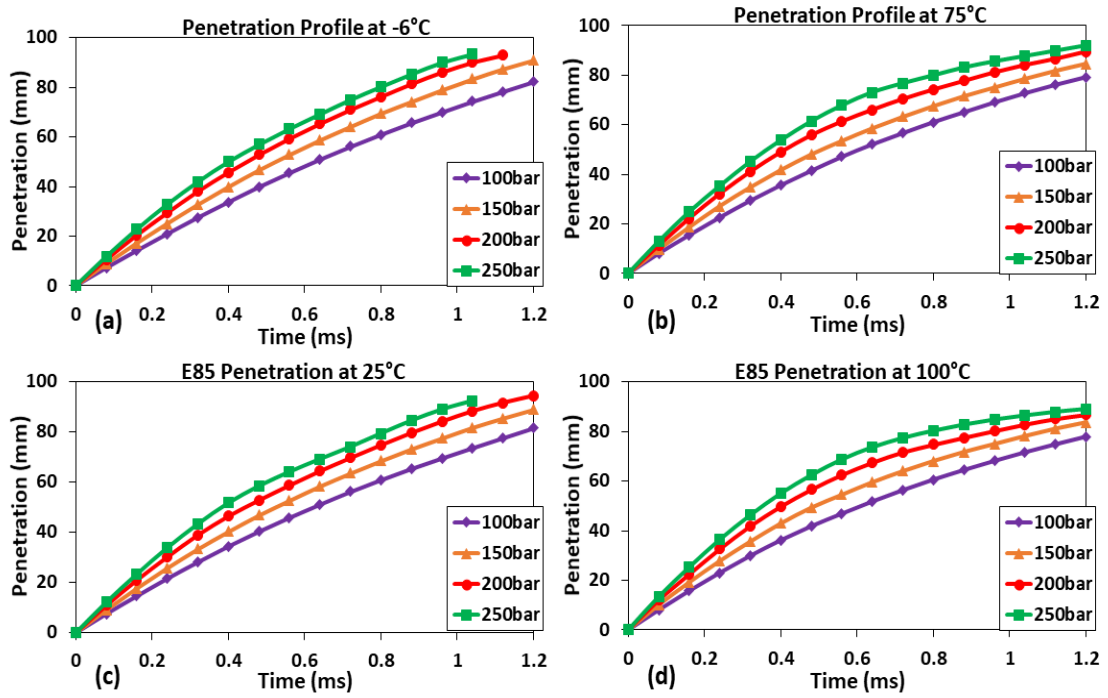 Penetration Profile at -6°C
Penetration (mm)
100
80
60
40
20
0
0 0.2 0.4 0.6 0.8 1 1.2
100bar
150bar
200bar
250bar
(a)
Time (ms)
Penetration Profile at 75°C
Penetration (mm)
100
80
60
40
20
0
0 0.2 0.4 0.6 0.8 1 1.2
100bar
150bar
200bar
250bar
(b)
Time (ms)
E85 Penetration at 25°C
Penetration (mm)
100
80
60
40
20
0
0 0.2 0.4 0.6 0.8 1 1.2
100bar
150bar
200bar
250bar
(c)
Time (ms)
E85 Penetration at 100°C
Penetration (mm)
100
80
60
40
20
0
0 0.2 0.4 0.6 0.8 1 1.2
100bar
150bar
200bar
250bar
(d)
Time (ms)